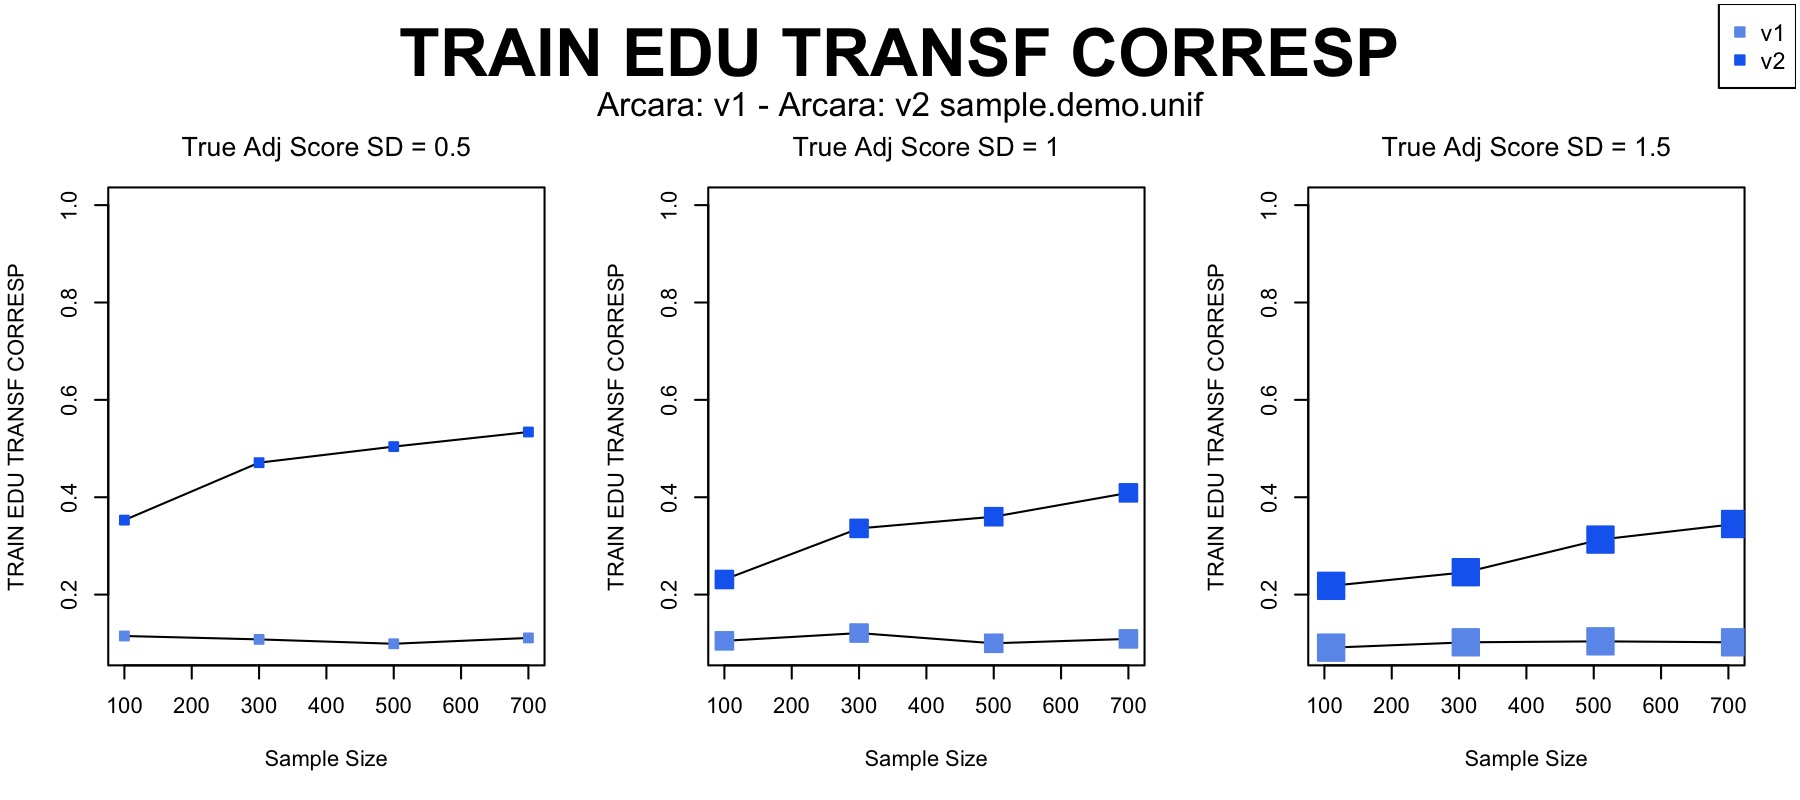 TRAIN EDU TRANSF CORRESP
Arcara: v1 - Arcara: v2 sample.demo.unif
v1
v2
True Adj Score SD = 0.5
TRAIN EDU TRANSF CORRESP
1.0
0.8
0.6
0.4
0.2
100 200 300 400 500 600 700
Sample Size
True Adj Score SD = 1
TRAIN EDU TRANSF CORRESP
1.0
0.8
0.6
0.4
0.2
100 200 300 400 500 600 700
Sample Size
True Adj Score SD = 1.5
TRAIN EDU TRANSF CORRESP
1.0
0.8
0.6
0.4
0.2
100 200 300 400 500 600 700
Sample Size